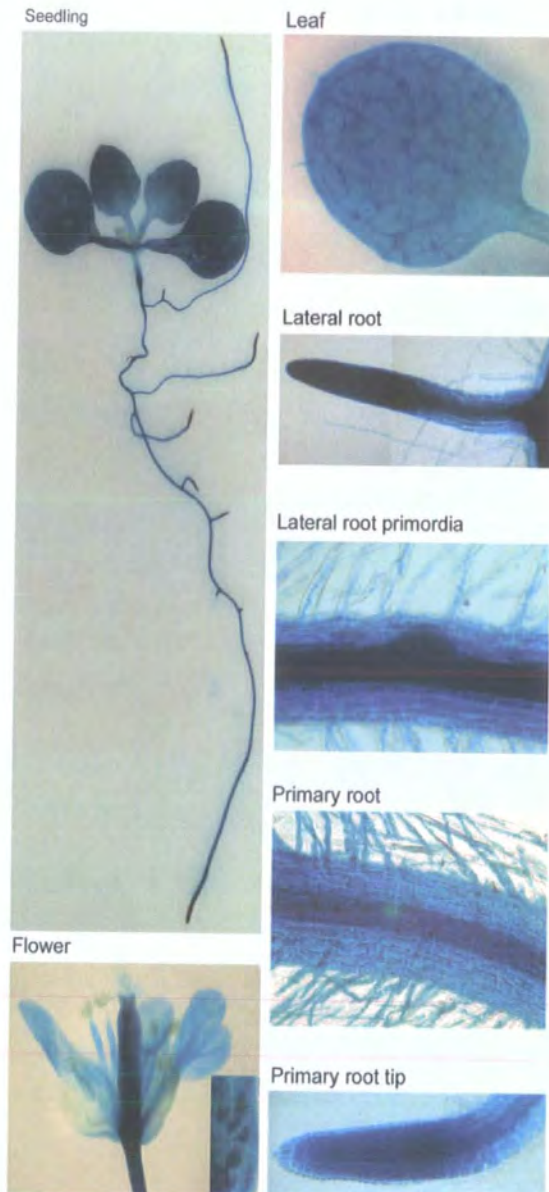 Seedling
Leaf
Lateral root
Lateral root primordia
Primary root
Flower
Primary root tip